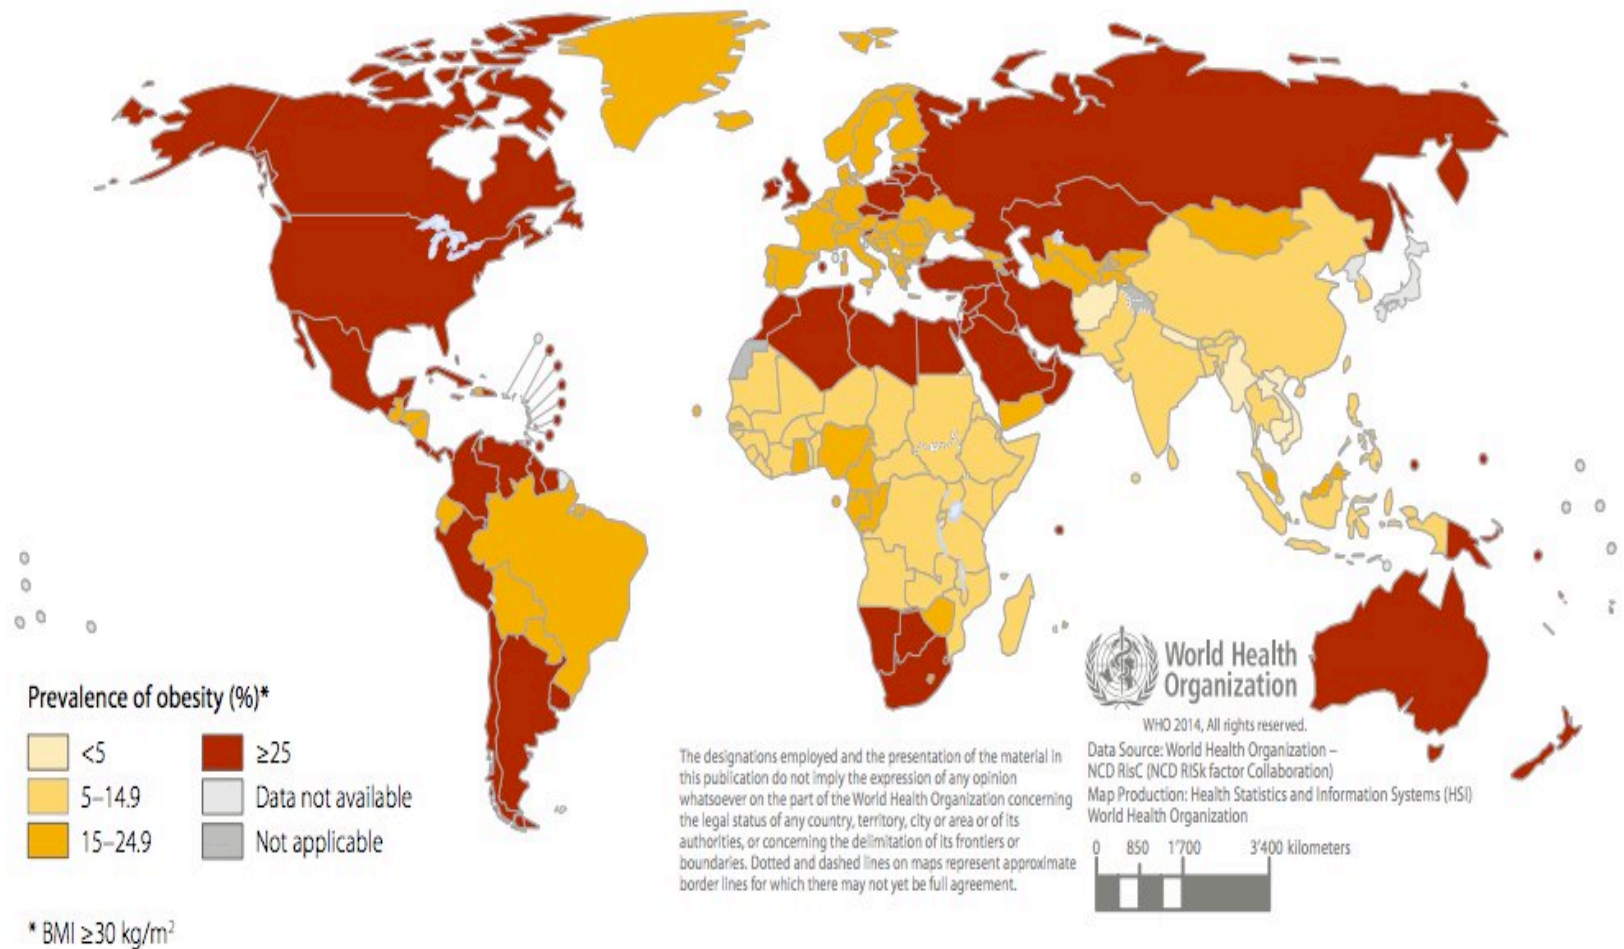 Prevalence of obesity (%)*
<5
5–14.9
15–24.9
≥25
Data not available
Not applicable
* BMI ≥30 kg/m²
The designations employed and the presentation of the material in
this publication do not imply the expression of any opinion
whatsoever on the part of the World Health Organization concerning
the legal status of any country, territory, city or area or of its
authorities, or concerning the delimitation of its frontiers or
boundaries. Dotted and dashed lines on maps represent approximate
border lines for which there may not yet be full agreement.
World Health
Organization
WHO 2014, All rights reserved.
Data Source: World Health Organization –
NCD RisC (NCD RISk factor Collaboration)
Map Production: Health Statistics and Information Systems (HSI)
World Health Organization
0 850 1'700 3'400 kilometers